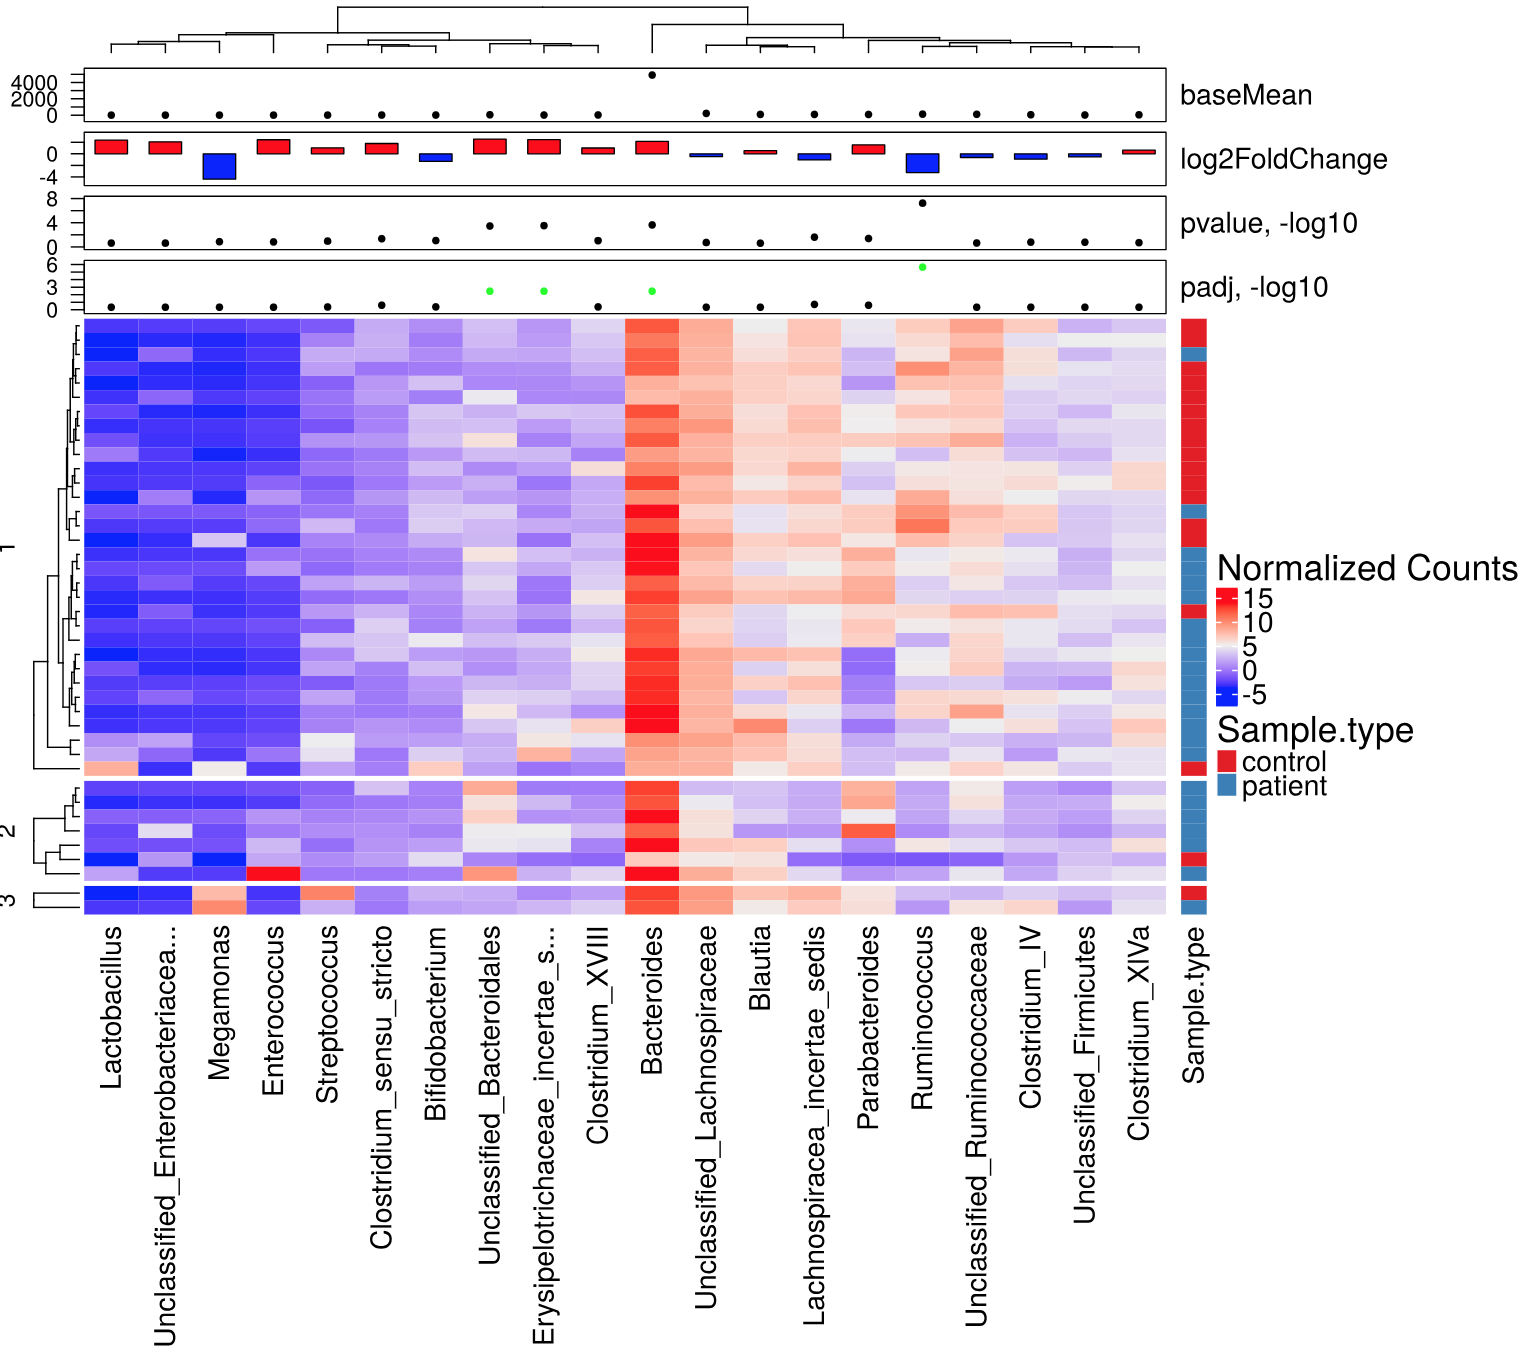 4000
2000
0
baseMean
0
-4
log2FoldChange
8
4
0
pvalue, -log10
6
3
0
padj, -log10
1
2
3
Normalized Counts
15
10
5
0
-5
Sample.type
control
patient
Lactobacillus
Unclassified_Enterobacteriacea...
Megamonas
Enterococcus
Streptococcus
Clostridium_sensu_stricto
Bifidobacterium
Unclassified_Bacteroidales
Erysipelotrichaceae_incertae_s...
Clostridium_XVIII
Bacteroides
Unclassified_Lachnospiraceae
Blautia
Lachnospiracea_incertae_sedis
Parabacteroides
Ruminococcus
Unclassified_Ruminococcaceae
Clostridium_IV
Unclassified_Firmicutes
Clostridium_XIVa
Sample.type